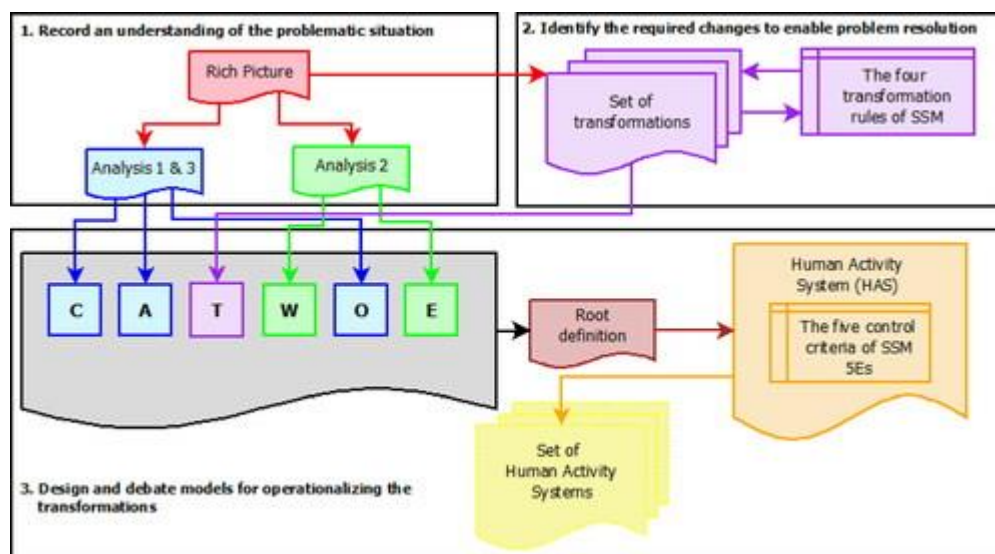 1. Record an understanding of the problematic situation
Rich Picture
Analysis 1 & 3
Analysis 2
2. Identify the required changes to enable problem resolution
Set of
transformations
The four
transformation
rules of SSM
C
A
T
W
O
E
Root
definition
Human Activity
System (HAS)
The five control
criteria of SSM
5Es
Set of
Human Activity
Systems
3. Design and debate models for operationalizing the
transformations